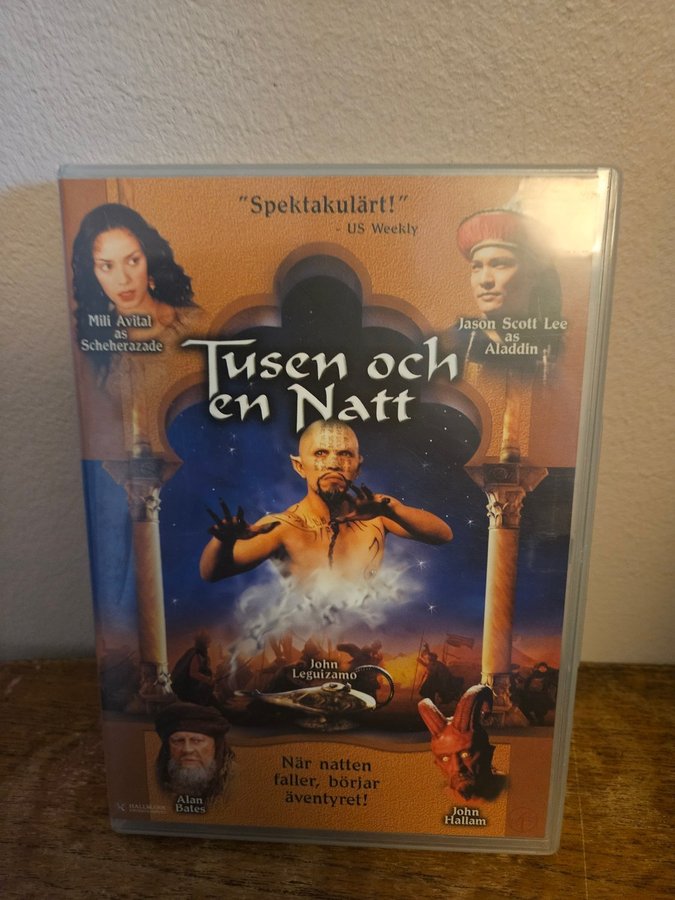 "Spektakulärt!"
- US Weekly
Mili Avital
as
Scheherazade
Jason Scott Lee
as
Aladdin
Tusen och
en Natt
John
Leguizamo
När natten
faller, börjar
äventyret!
Alan
Bates
John
Hallam
HALLMARK